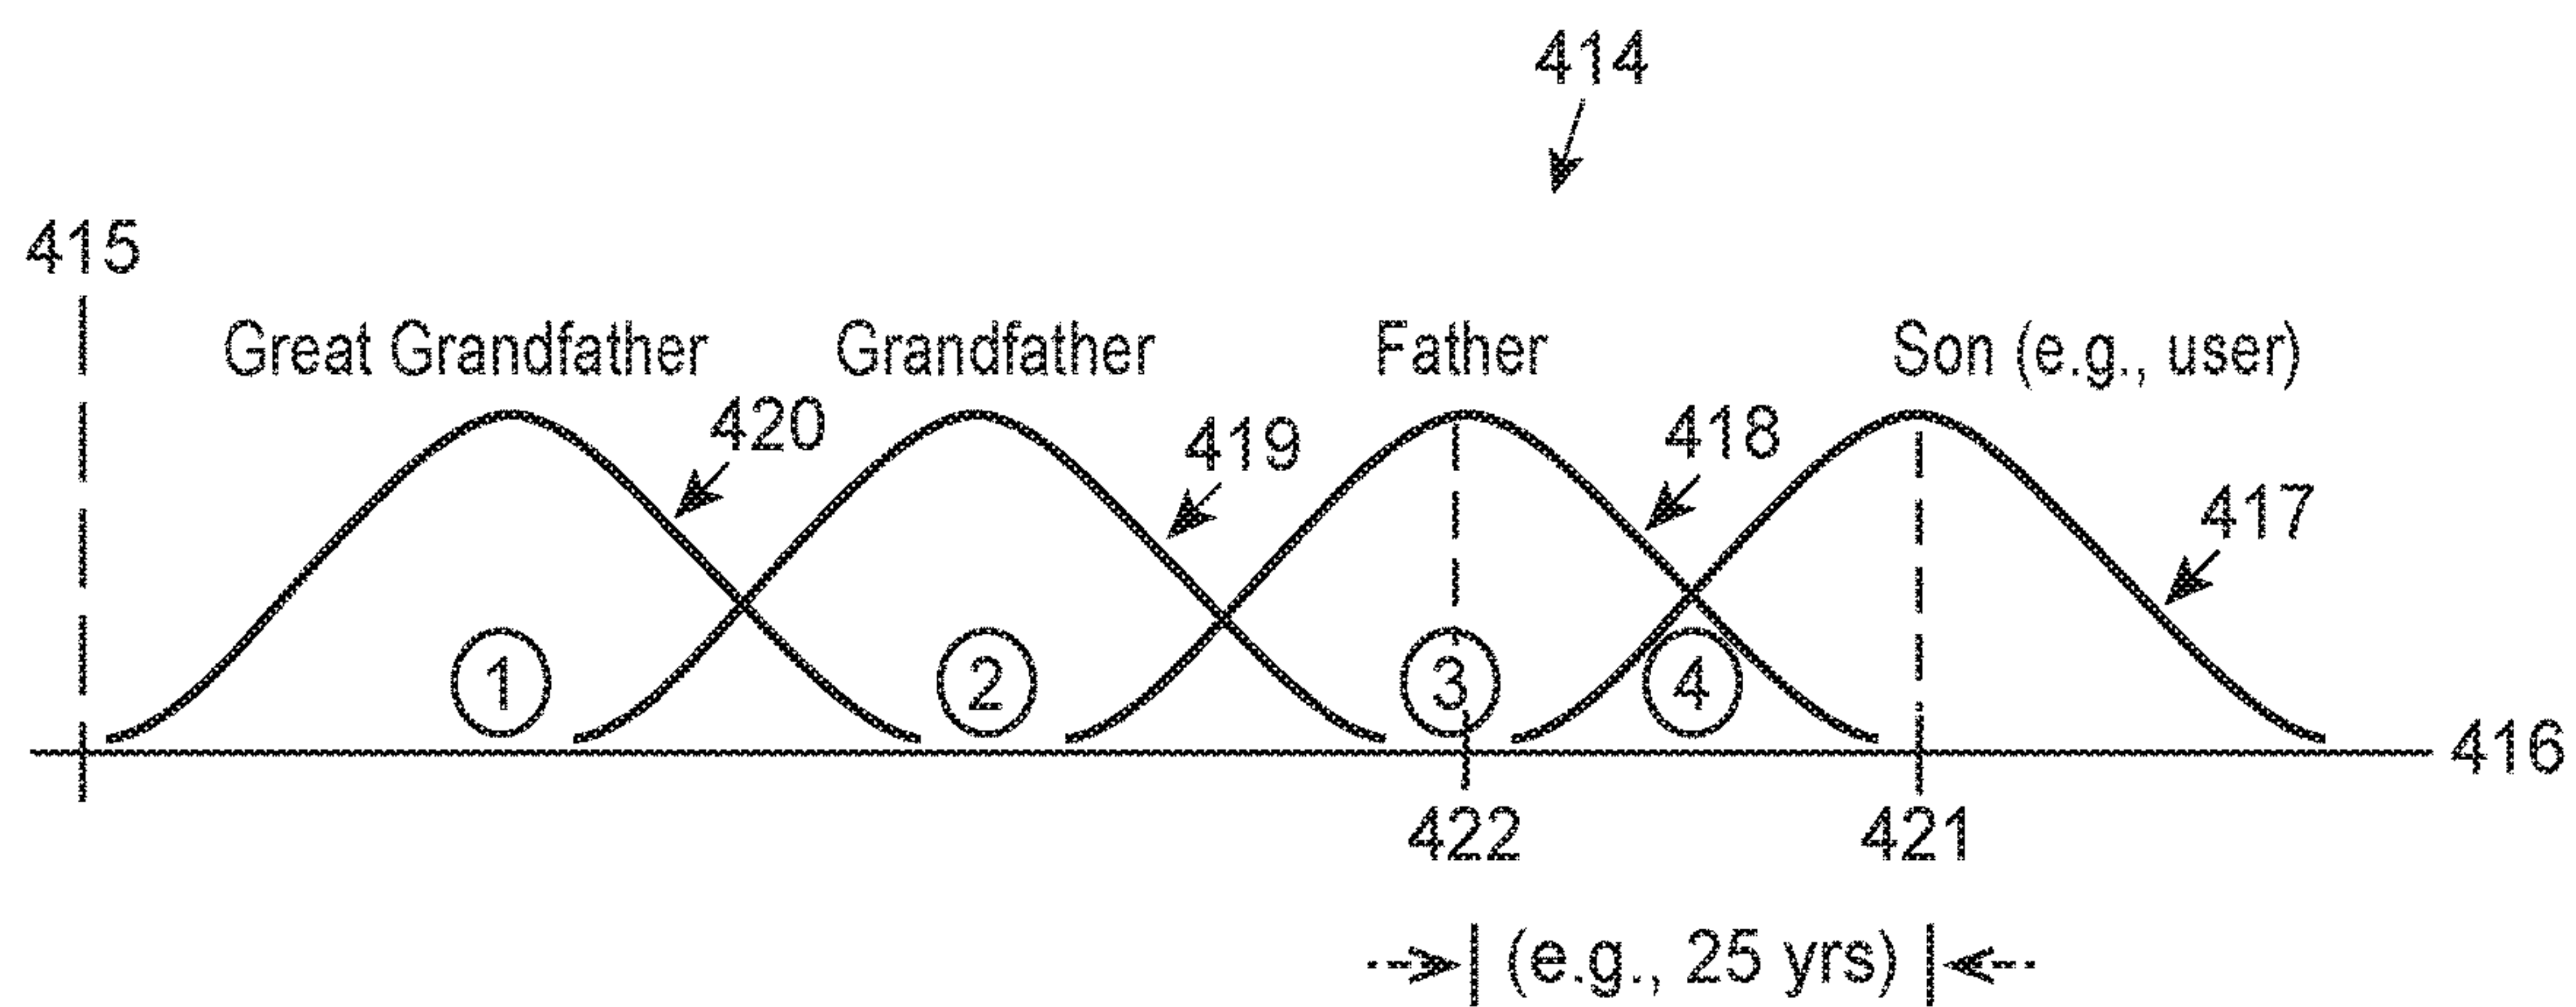 414
415
Great Grandfather Grandfather Father Son (e.g., user)
420 419 418 417
1 2 3 4
416
422 421
(e.g., 25 yrs)